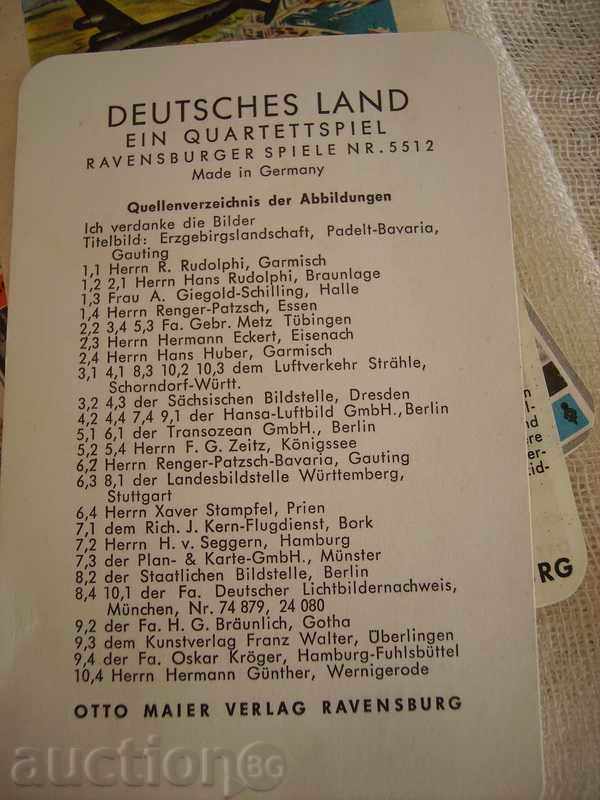 DEUTSCHES LAND
EIN QUARTETTSPIEL
RAVENSBURGER SPIELE NR. 5512
Made in Germany
Quellenverzeichnis der Abbildungen
Ich verdanke die Bilder
Titelbild: Erzgebirgslandschaft, Padelt-Bavaria,
Gauting
1,1 Herrn R. Rudolphi, Garmisch
1,2 2,1 Herrn Hans Rudolphi, Braunlage
1,3 Frau A. Giegold-Schilling, Halle
1,4 Herrn Renger-Patzsch, Essen
2,2 3,4 5,3 Fa. Gebr. Metz Tübingen
2,3 Herrn Hermann Eckert, Eisenach
2,4 Herrn Hans Huber, Garmisch
3,1 4,1 8,3 10,2 10,3 dem Luftverkehr Strähle,
Schorndorf-Württ.
3,2 4,3 der Sächsischen Bildstelle, Dresden
4,2 4,4 7,4 9,1 der Hansa-Luftbild GmbH., Berlin
5,1 6,1 der Transozean GmbH., Berlin
5,2 5,4 Herrn F. G. Zeitz, Königssee
6,2 Herrn Renger-Patzsch-Bavaria, Gauting
6,3 8,1 der Landesbildstelle Württemberg,
Stuttgart
6,4 Herrn Xaver Stampfel, Prien
7,1 dem Rich. J. Kern-Flugdienst, Bork
7,2 Herrn H. v. Seggern, Hamburg
7,3 der Plan- & Karte-GmbH., Münster
8,2 der Staatlichen Bildstelle, Berlin
8,4 10,1 der Fa. Deutscher Lichtbildernachweis,
München, Nr. 74 879, 24 080
9,2 der Fa. H. G. Bräunlich, Gotha
9,3 dem Kunstverlag Franz Walter, Überlingen
9,4 der Fa. Oskar Kröger, Hamburg-Fuhlsbüttel
10,4 Herrn Hermann Günther, Wernigerode
OTTO MAIER VERLAG RAVENSBURG
auctionBG